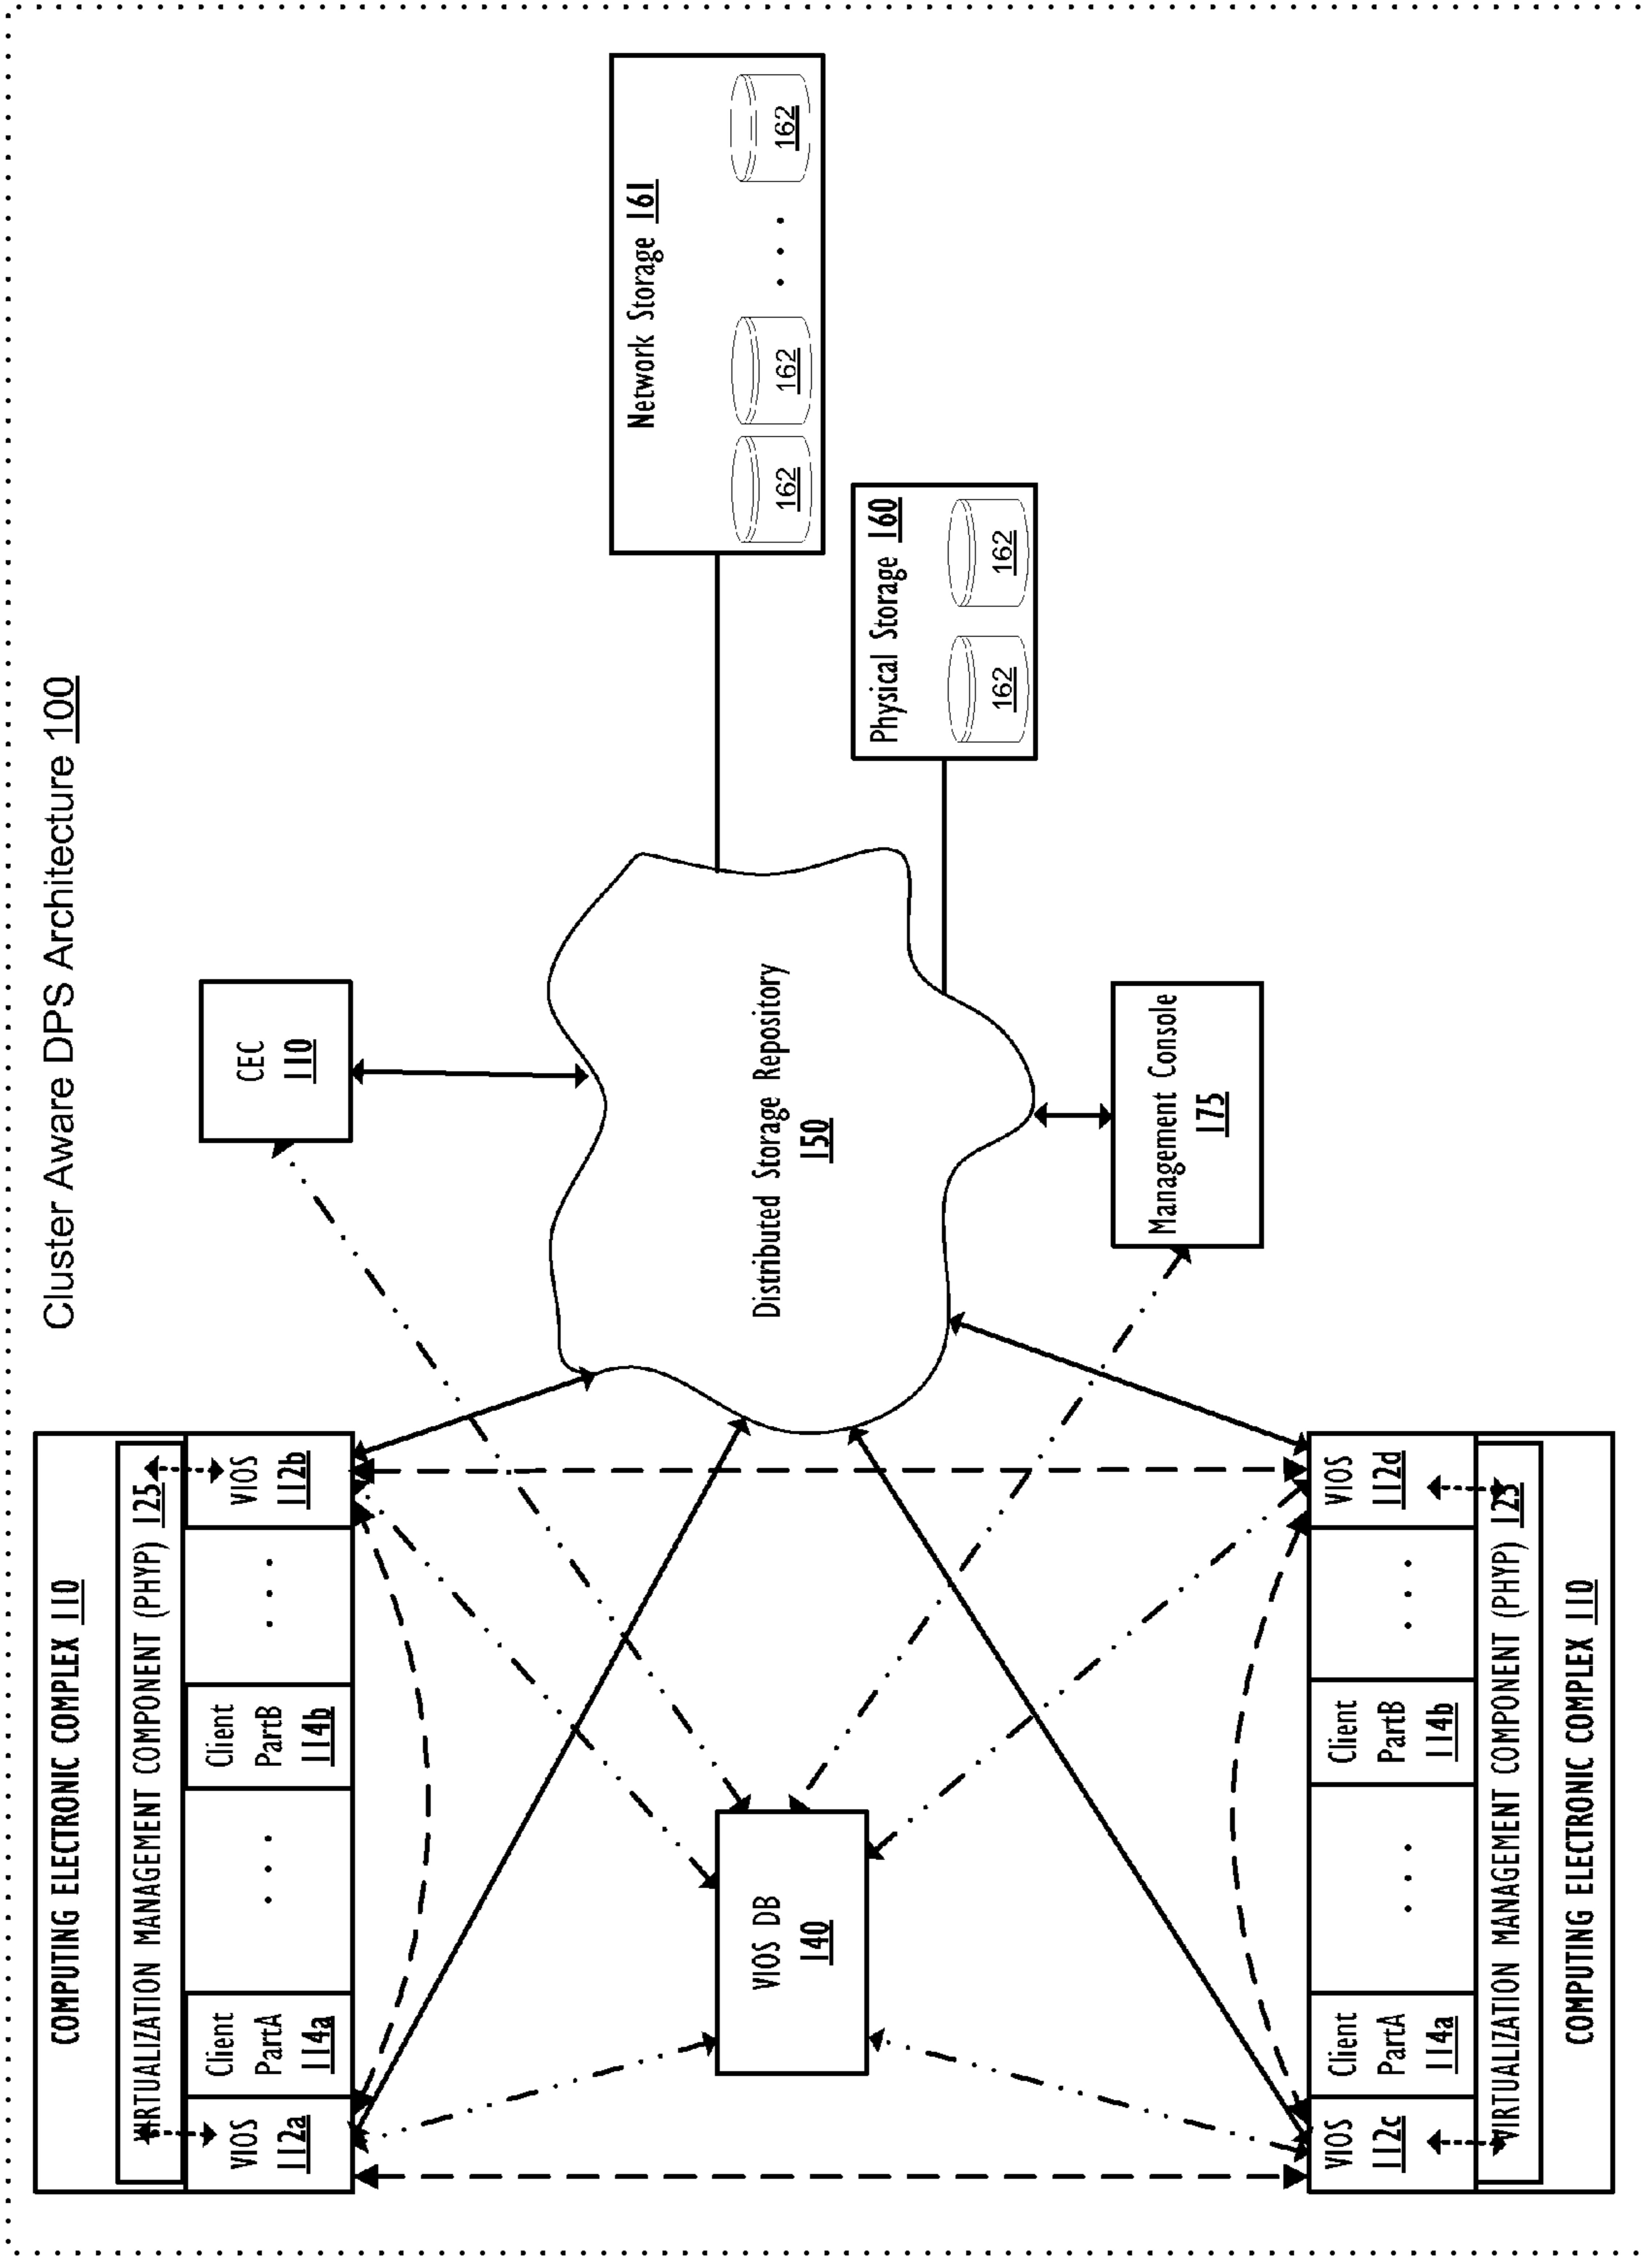 Cluster Aware DPS Architecture 100
COMPUTING ELECTRONIC COMPLEX 110
VIRTUALIZATION MANAGEMENT COMPONENT (PHYP) 125
VIOS
112a
Client
PartA
114a
. . .
Client
PartB
114b
. . .
VIOS
112b
CEC
110
Network Storage 161
162
162
. . .
162
VIOS DB
140
Distributed Storage Repository
150
Physical Storage 160
162
162
Management Console
175
VIOS
112c
Client
PartA
114a
. . .
Client
PartB
114b
. . .
VIOS
112d
VIRTUALIZATION MANAGEMENT COMPONENT (PHYP) 125
COMPUTING ELECTRONIC COMPLEX 110